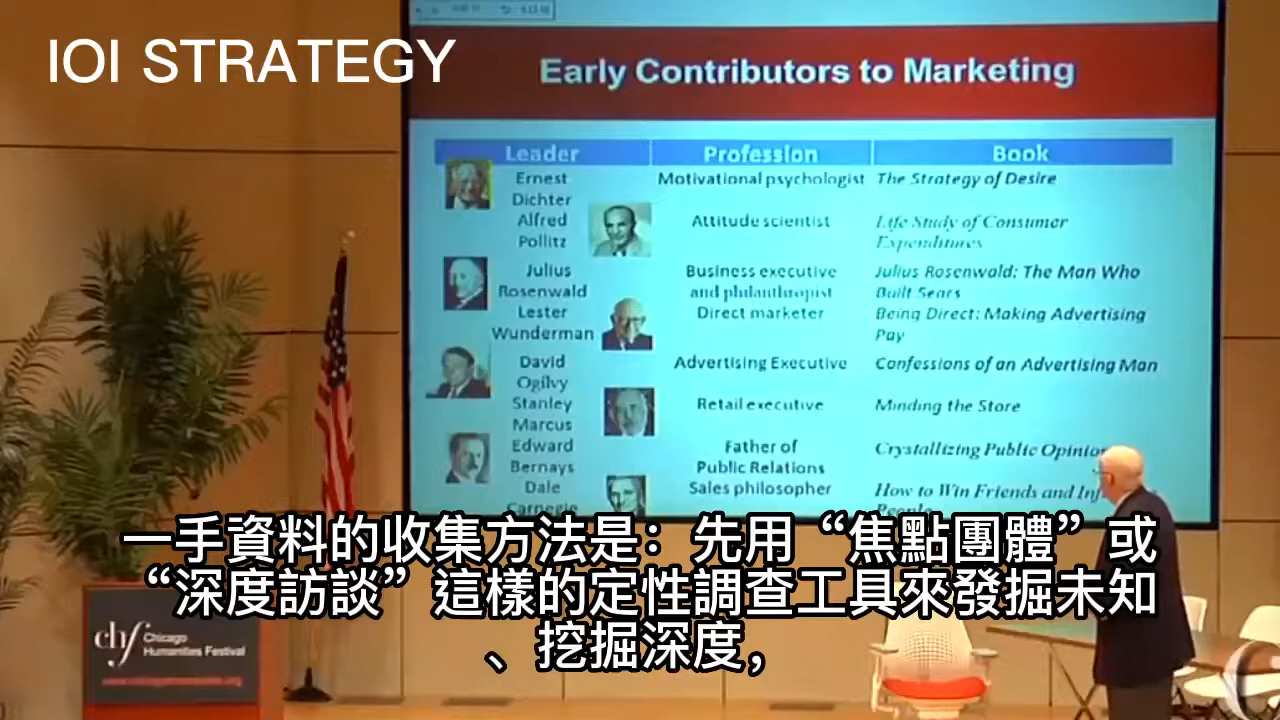 IOI STRATEGY
Early Contributors to Marketing
Leader Profession Book
Ernest Dichter Motivational psychologist The Strategy of Desire
Alfred Pollitz Attitude scientist Life Study of Consumer Expenditures
Julius Rosenwald Business executive and philanthropist Julius Rosenwald: The Man Who Built Sears
Lester Wunderman Direct marketer Being Direct: Making Advertising Pay
David Ogilvy Advertising Executive Confessions of an Advertising Man
Stanley Marcus Retail executive Minding the Store
Edward Bernays Father of Public Relations Crystallizing Public Opinion
Dale Carnegie Sales philosopher How to Win Friends and Inf
People
一手資料的收集方法是：先用“焦點團體”或
“深度訪談”這樣的定性調查工具來發掘未知
、挖掘深度，
chf Chicago
Humanities Festival